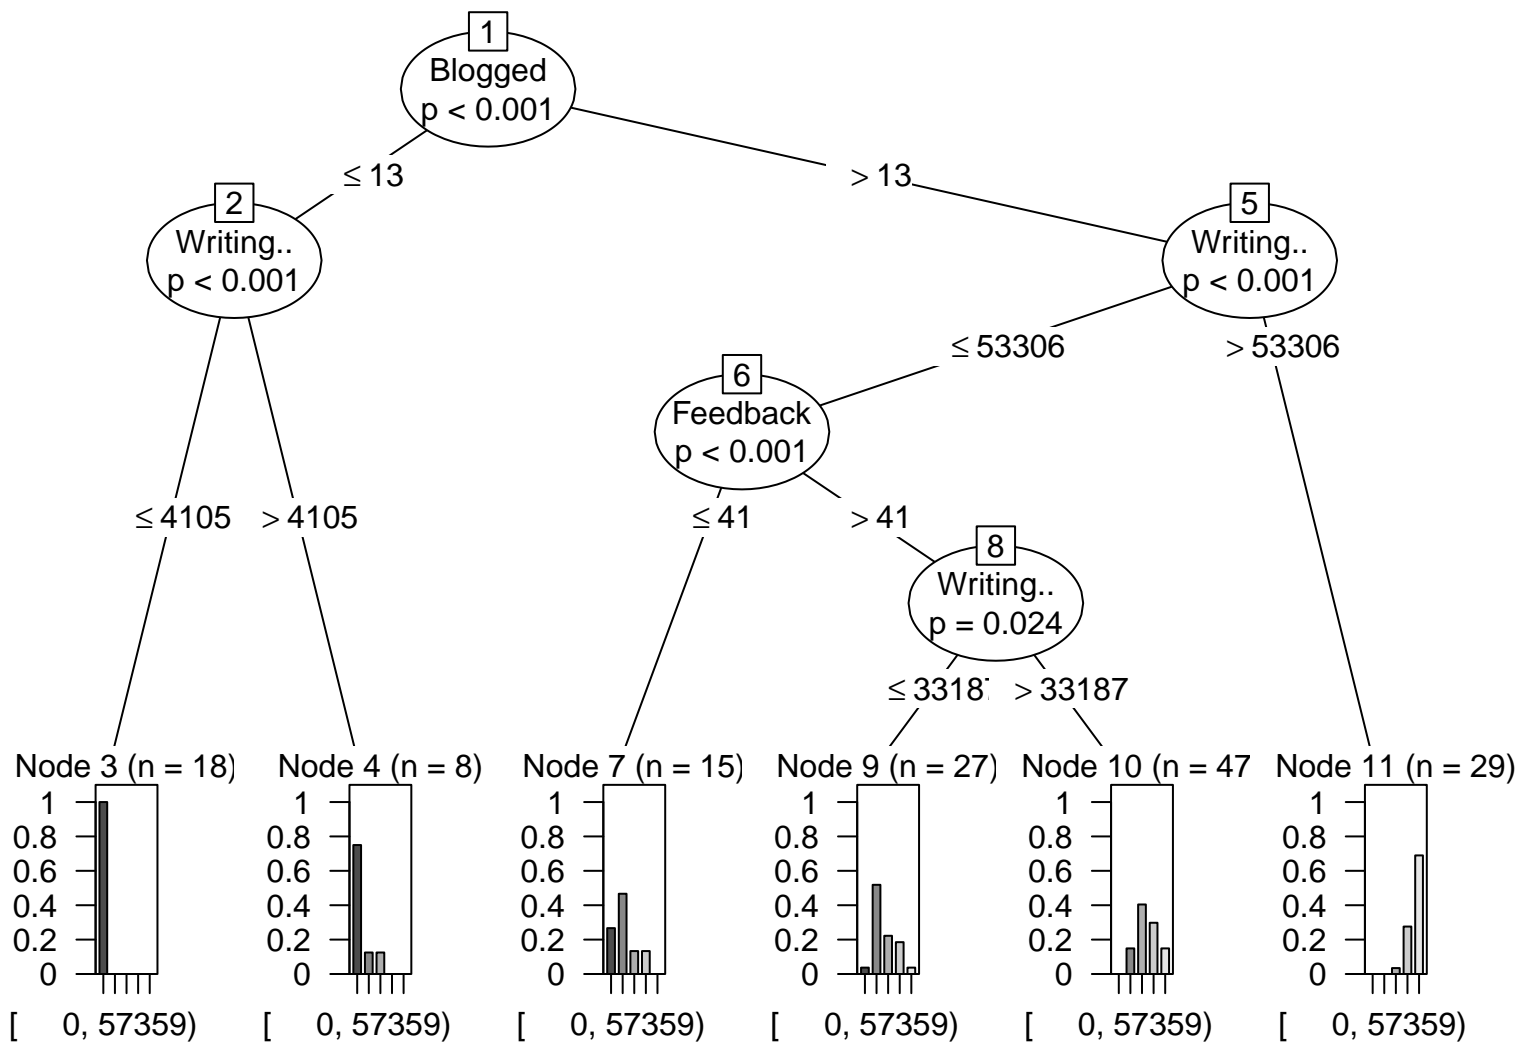 1
Blogged
p < 0.001
≤ 13
> 13
2
Writing..
p < 0.001
5
Writing..
p < 0.001
≤ 53306
> 53306
6
Feedback
p < 0.001
≤ 4105
> 4105
≤ 41
> 41
8
Writing..
p = 0.024
≤ 33187
> 33187
Node 3 (n = 18)
1
0.8
0.6
0.4
0.2
0
[ 0, 57359)
Node 4 (n = 8)
1
0.8
0.6
0.4
0.2
0
[ 0, 57359)
Node 7 (n = 15)
1
0.8
0.6
0.4
0.2
0
[ 0, 57359)
Node 9 (n = 27)
1
0.8
0.6
0.4
0.2
0
[ 0, 57359)
Node 10 (n = 47
1
0.8
0.6
0.4
0.2
0
[ 0, 57359)
Node 11 (n = 29)
1
0.8
0.6
0.4
0.2
0
[ 0, 57359)